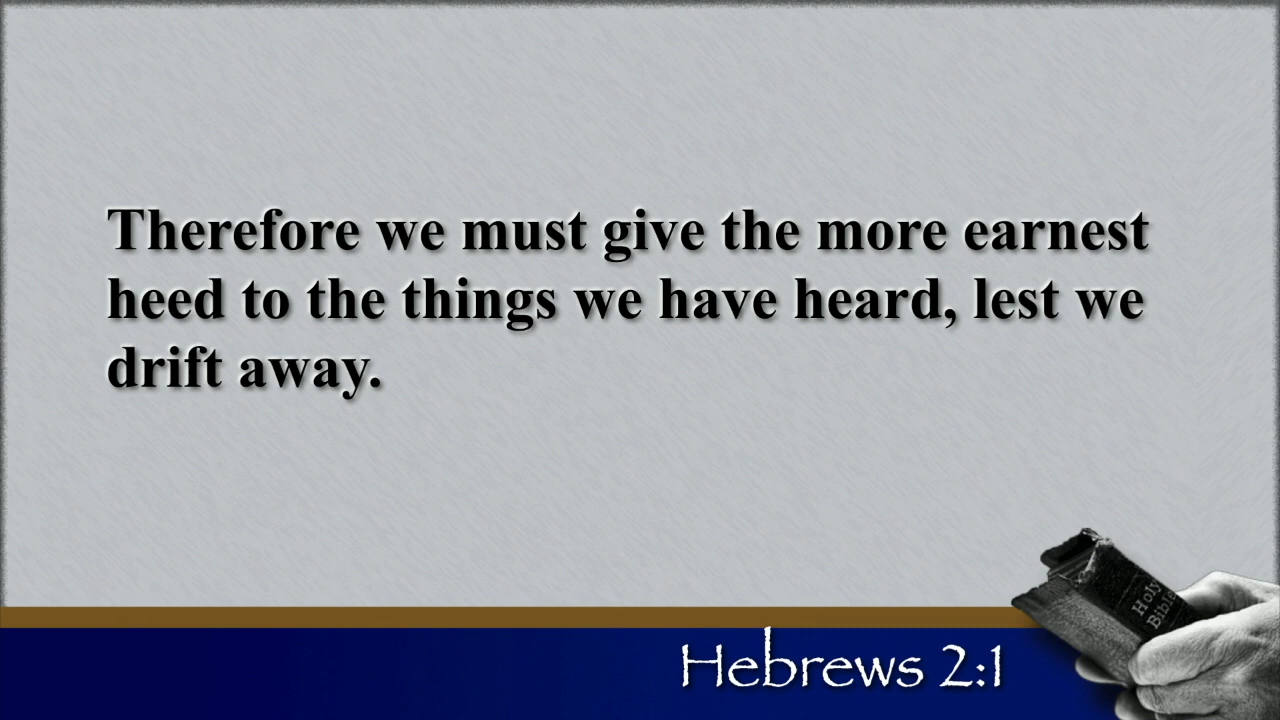 Therefore we must give the more earnest
heed to the things we have heard, lest we
drift away.
Holy
Bible
Hebrews 2:1